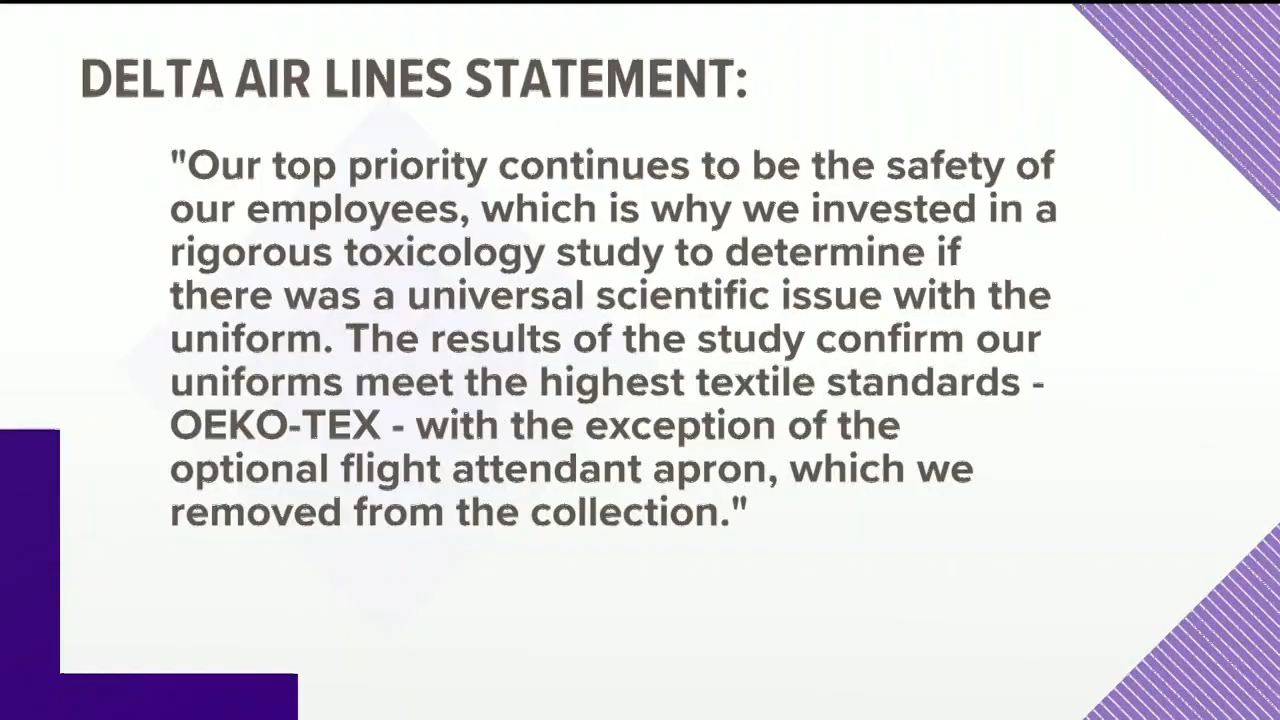 DELTA AIR LINES STATEMENT:
"Our top priority continues to be the safety of
our employees, which is why we invested in a
rigorous toxicology study to determine if
there was a universal scientific issue with the
uniform. The results of the study confirm our
uniforms meet the highest textile standards -
OEKO-TEX - with the exception of the
optional flight attendant apron, which we
removed from the collection."